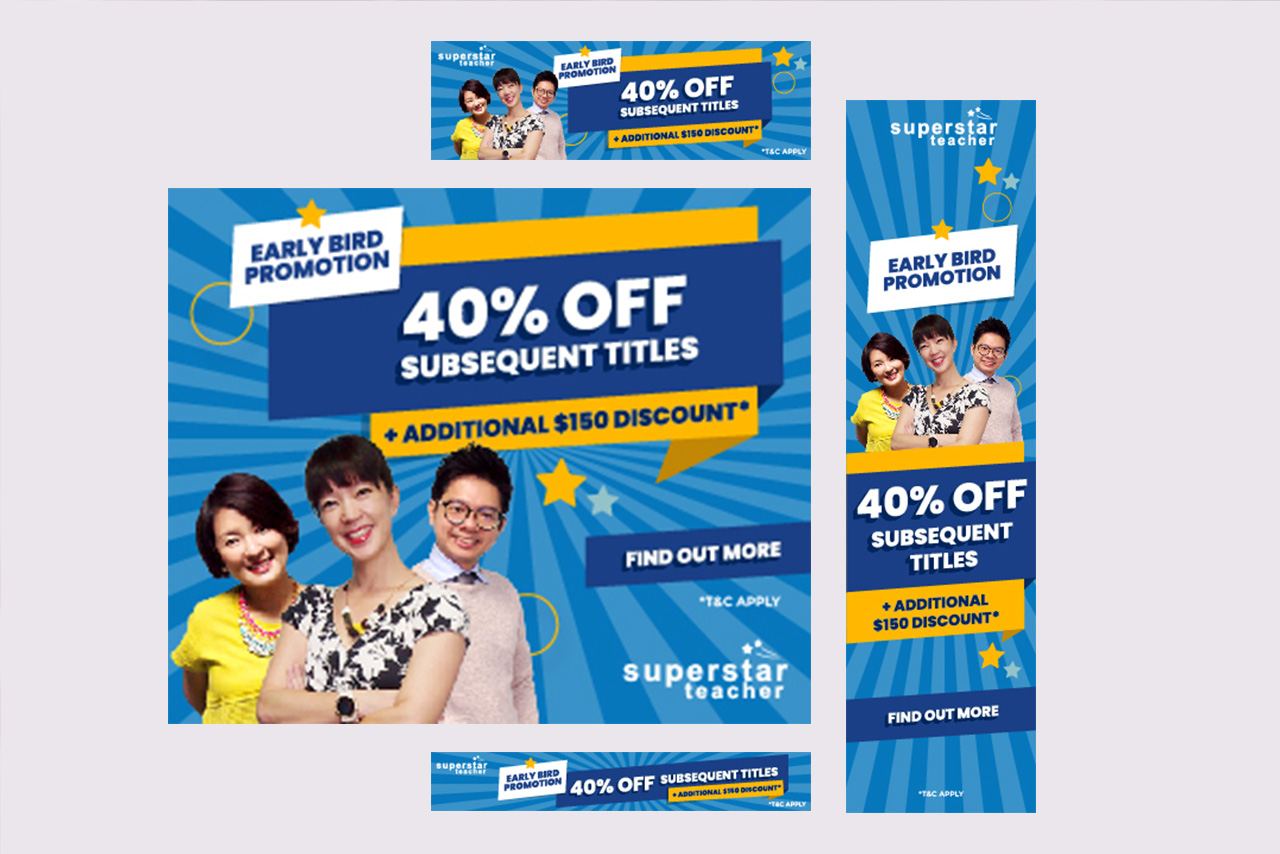 superstar
teacher
EARLY BIRD
PROMOTION
40% OFF
SUBSEQUENT TITLES
+ ADDITIONAL $150 DISCOUNT*
*T&C APPLY
EARLY BIRD
PROMOTION
40% OFF
SUBSEQUENT TITLES
+ ADDITIONAL $150 DISCOUNT*
FIND OUT MORE
*T&C APPLY
superstar
teacher
superstar
teacher
EARLY BIRD
PROMOTION
40% OFF
SUBSEQUENT TITLES
+ ADDITIONAL $150 DISCOUNT*
*T&C APPLY
superstar
teacher
EARLY BIRD
PROMOTION
40% OFF
SUBSEQUENT
TITLES
+ ADDITIONAL
$150 DISCOUNT*
FIND OUT MORE
*T&C APPLY